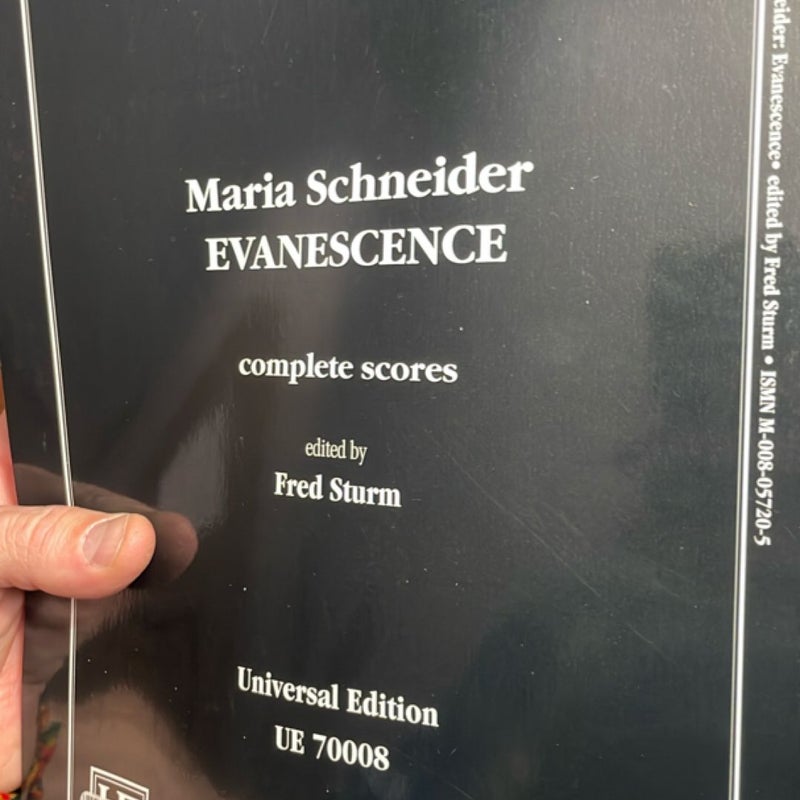 Maria Schneider
EVANESCENCE
complete scores
edited by
Fred Sturm
Universal Edition
UE 70008
Evanescence• edited by Fred Sturm • ISMN M-008-05720-5